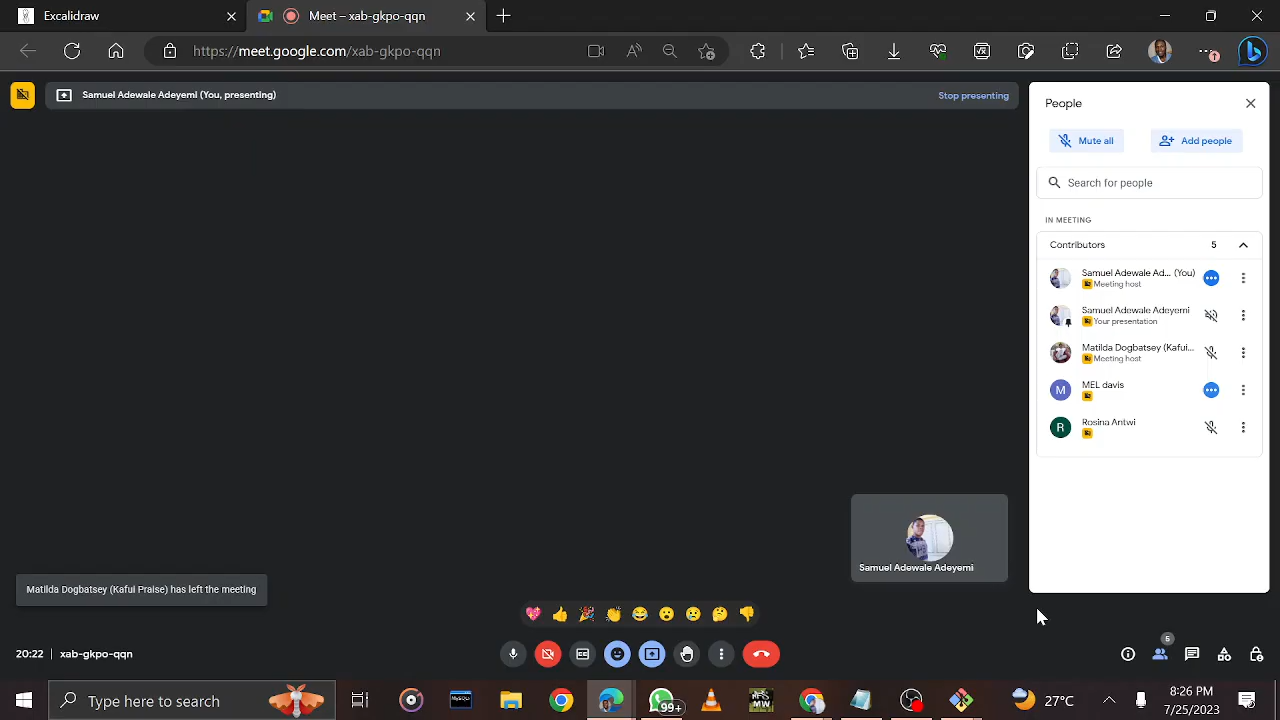 Excalidraw
Meet – xab-gkpo-qqn
https://meet.google.com/xab-gkpo-qqn
Samuel Adewale Adeyemi (You, presenting)
Stop presenting
People
Mute all
Add people
Search for people
IN MEETING
Contributors 5
Samuel Adewale Ad... (You)
Meeting host
Samuel Adewale Adeyemi
Your presentation
Matilda Dogbatsey (Kafui...
Meeting host
M
MEL davis
R
Rosina Antwi
Samuel Adewale Adeyemi
Matilda Dogbatsey (Kafui Praise) has left the meeting
20:22 | xab-gkpo-qqn
5
Type here to search
99+
27°C
8:26 PM
7/25/2023